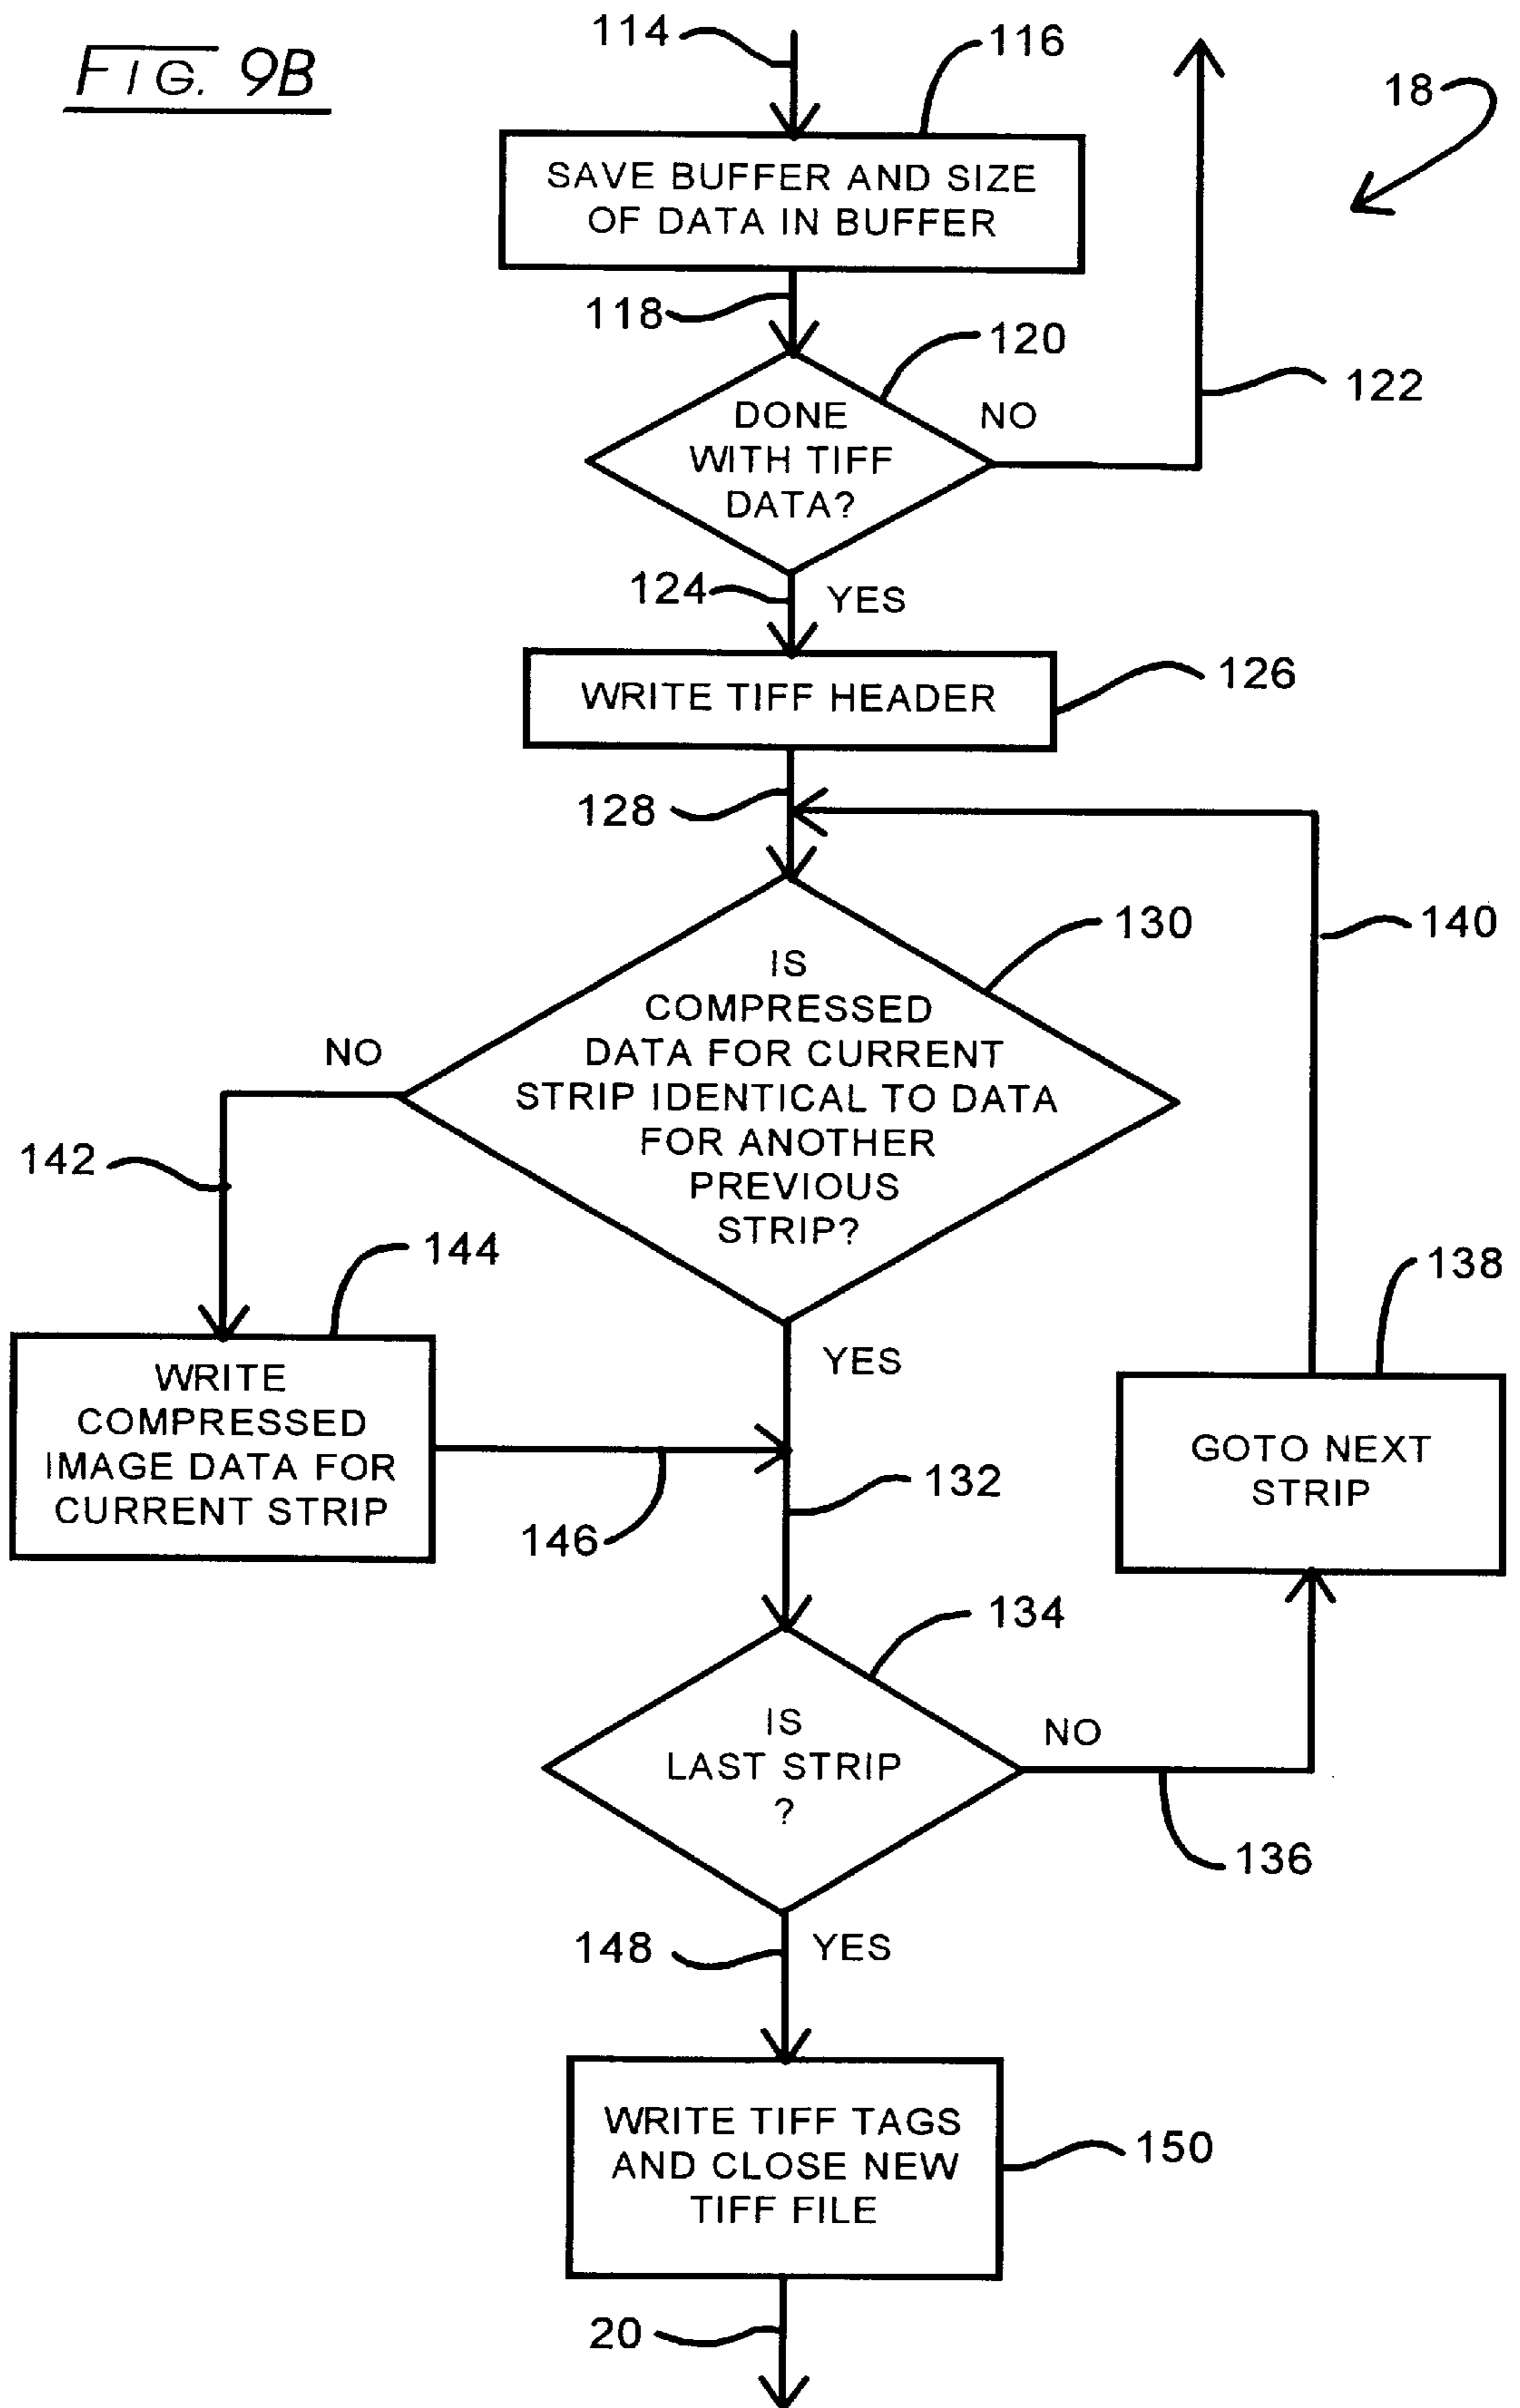 FIG. 9B
114
116
18
SAVE BUFFER AND SIZE
OF DATA IN BUFFER
118
120
DONE
WITH TIFF
DATA?
NO
122
124
YES
WRITE TIFF HEADER
126
128
130
140
IS
COMPRESSED
DATA FOR CURRENT
STRIP IDENTICAL TO DATA
FOR ANOTHER
PREVIOUS
STRIP?
NO
142
144
138
YES
WRITE
COMPRESSED
IMAGE DATA FOR
CURRENT STRIP
GOTO NEXT
STRIP
132
146
134
IS
LAST STRIP
?
NO
136
148
YES
WRITE TIFF TAGS
AND CLOSE NEW
TIFF FILE
150
20